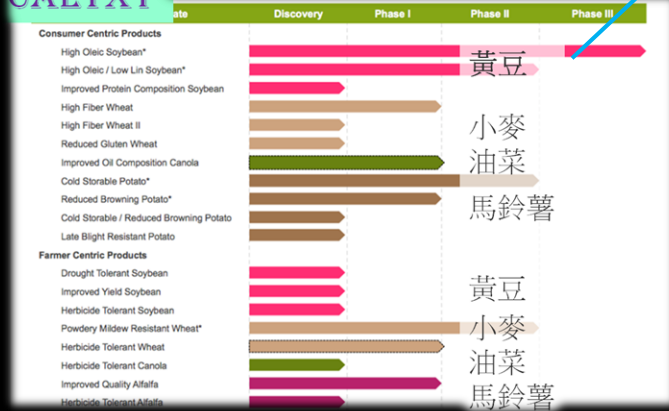 CALYXT
ate Discovery Phase I Phase II Phase III
Consumer Centric Products
High Oleic Soybean*
High Oleic / Low Lin Soybean*
黃豆
Improved Protein Composition Soybean
High Fiber Wheat
High Fiber Wheat II
小麥
Reduced Gluten Wheat
Improved Oil Composition Canola
油菜
Cold Storable Potato*
Reduced Browning Potato*
馬鈴薯
Cold Storable / Reduced Browning Potato
Late Blight Resistant Potato
Farmer Centric Products
Drought Tolerant Soybean
Improved Yield Soybean
黃豆
Herbicide Tolerant Soybean
Powdery Mildew Resistant Wheat*
小麥
Herbicide Tolerant Wheat
Herbicide Tolerant Canola
油菜
Improved Quality Alfalfa
馬鈴薯
Herbicide Tolerant Alfalfa